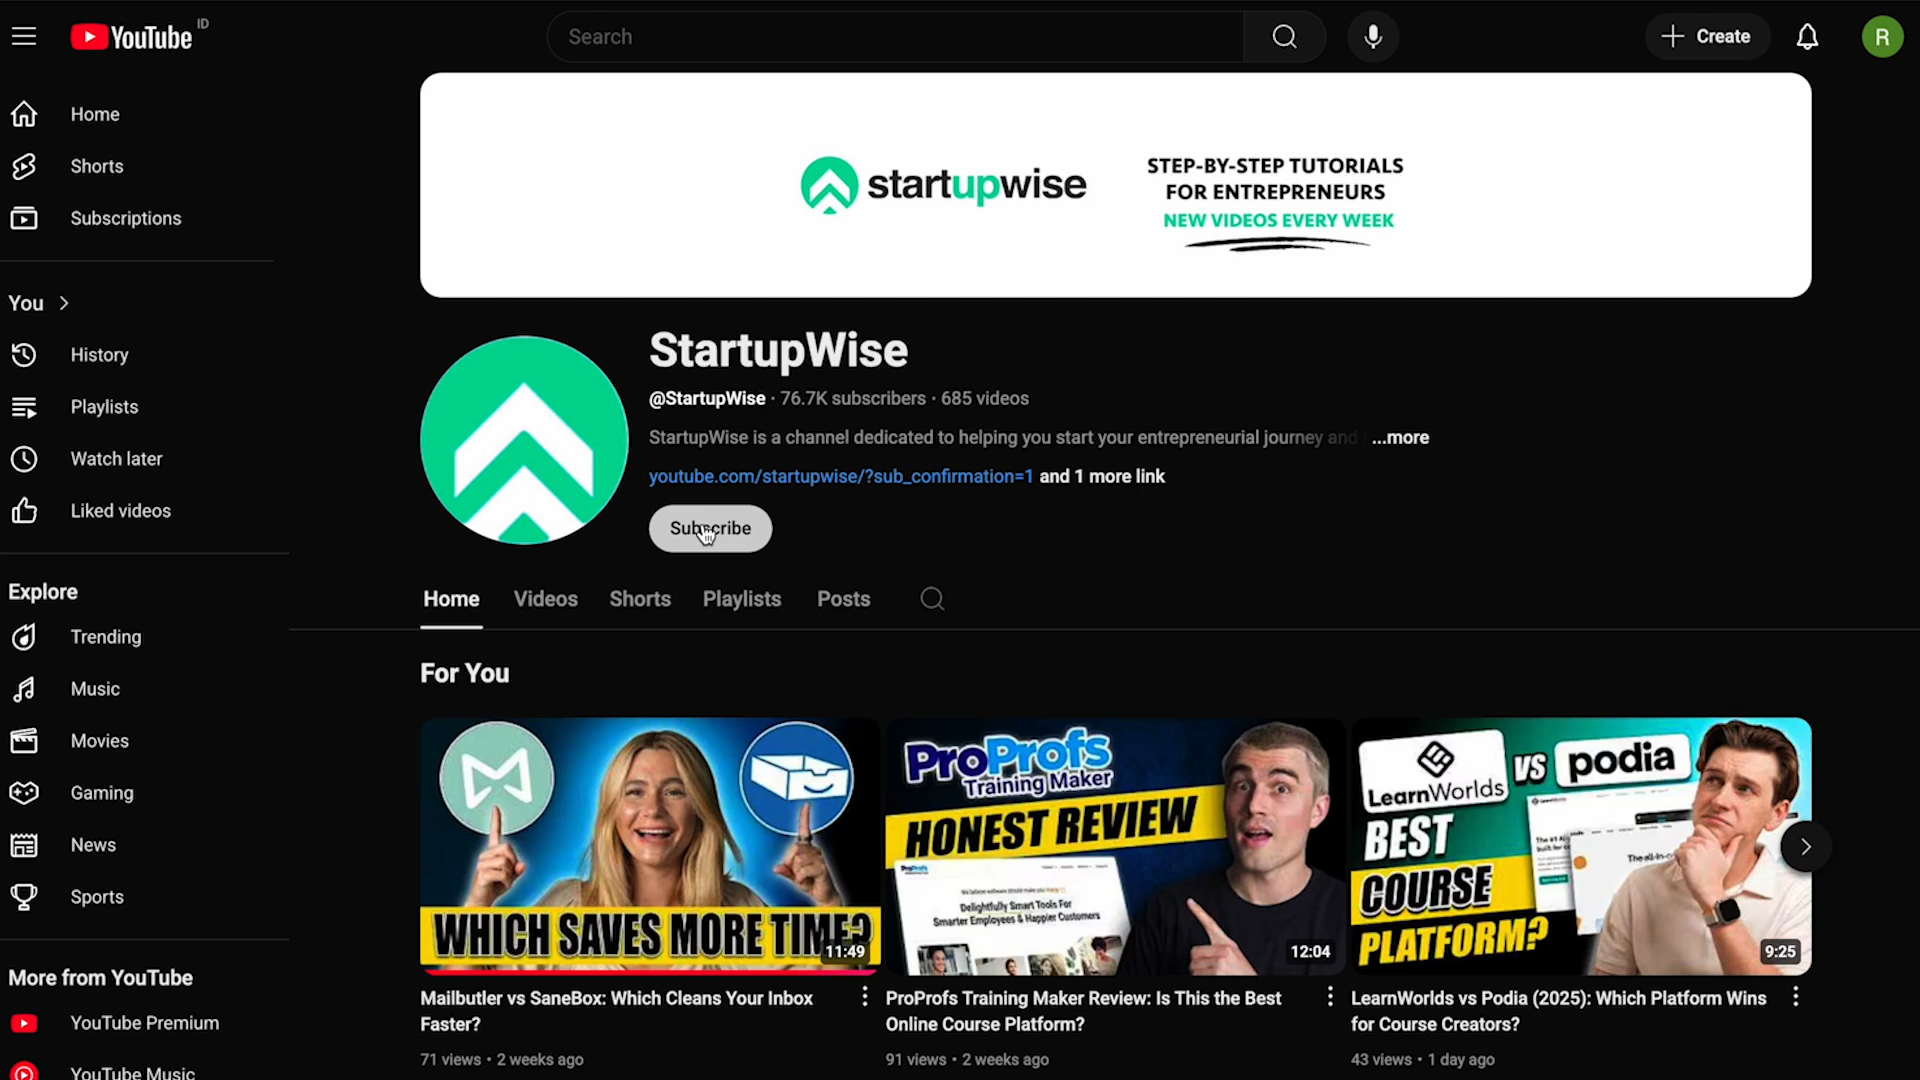 YouTube ID
Search
Create
R
Home
Shorts
Subscriptions
You
History
Playlists
Watch later
Liked videos
Explore
Trending
Music
Movies
Gaming
News
Sports
More from YouTube
YouTube Premium
YouTube Music
startupwise
STEP-BY-STEP TUTORIALS
FOR ENTREPRENEURS
NEW VIDEOS EVERY WEEK
StartupWise
@StartupWise · 76.7K subscribers · 685 videos
StartupWise is a channel dedicated to helping you start your entrepreneurial journey and ...more
youtube.com/startupwise/?sub_confirmation=1 and 1 more link
Subscribe
Home Videos Shorts Playlists Posts
For You
WHICH SAVES MORE TIME?
11:49
Mailbutler vs SaneBox: Which Cleans Your Inbox
Faster?
71 views • 2 weeks ago
ProProfs
Training Maker
HONEST REVIEW
ProProfs
Delightfully Smart Tools For
Smarter Employees & Happier Customers
12:04
ProProfs Training Maker Review: Is This the Best
Online Course Platform?
91 views • 2 weeks ago
LearnWorlds VS podia
BEST
COURSE
PLATFORM?
9:25
LearnWorlds vs Podia (2025): Which Platform Wins
for Course Creators?
43 views • 1 day ago